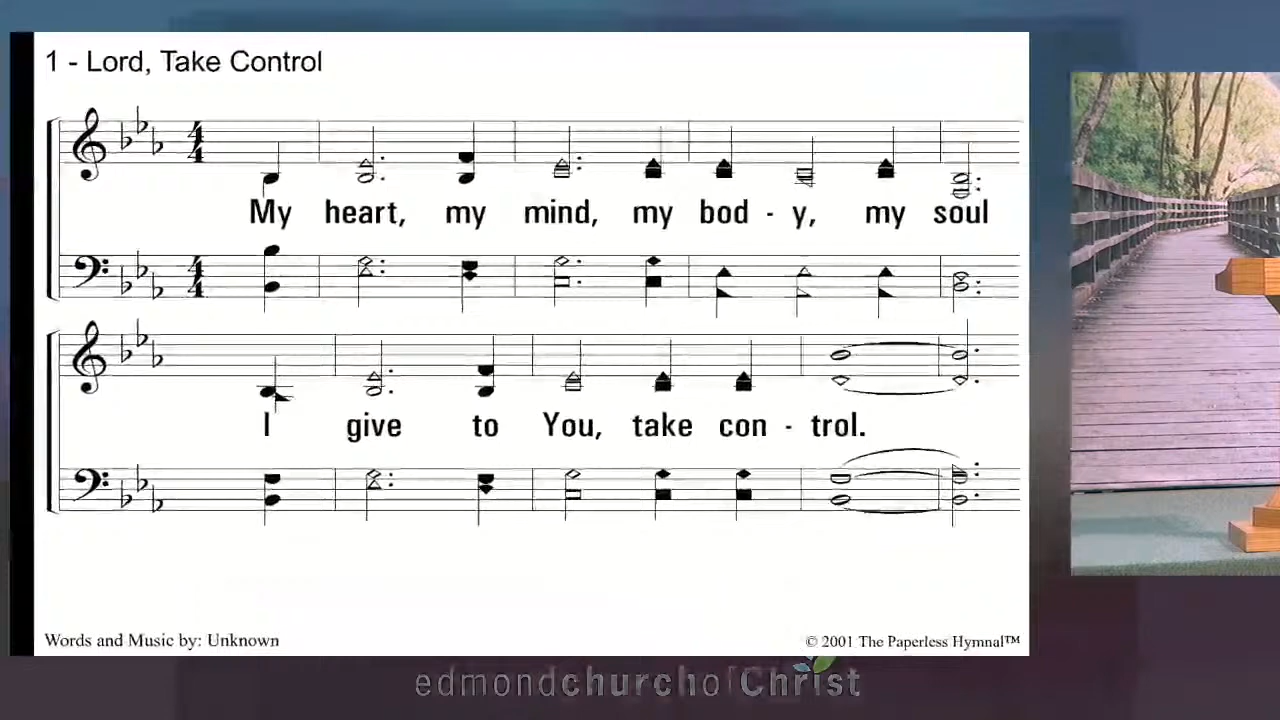 1 - Lord, Take Control
My heart, my mind, my bod - y, my soul
I give to You, take con - trol.
Words and Music by: Unknown
© 2001 The Paperless Hymnal™
edmondchurchofChrist